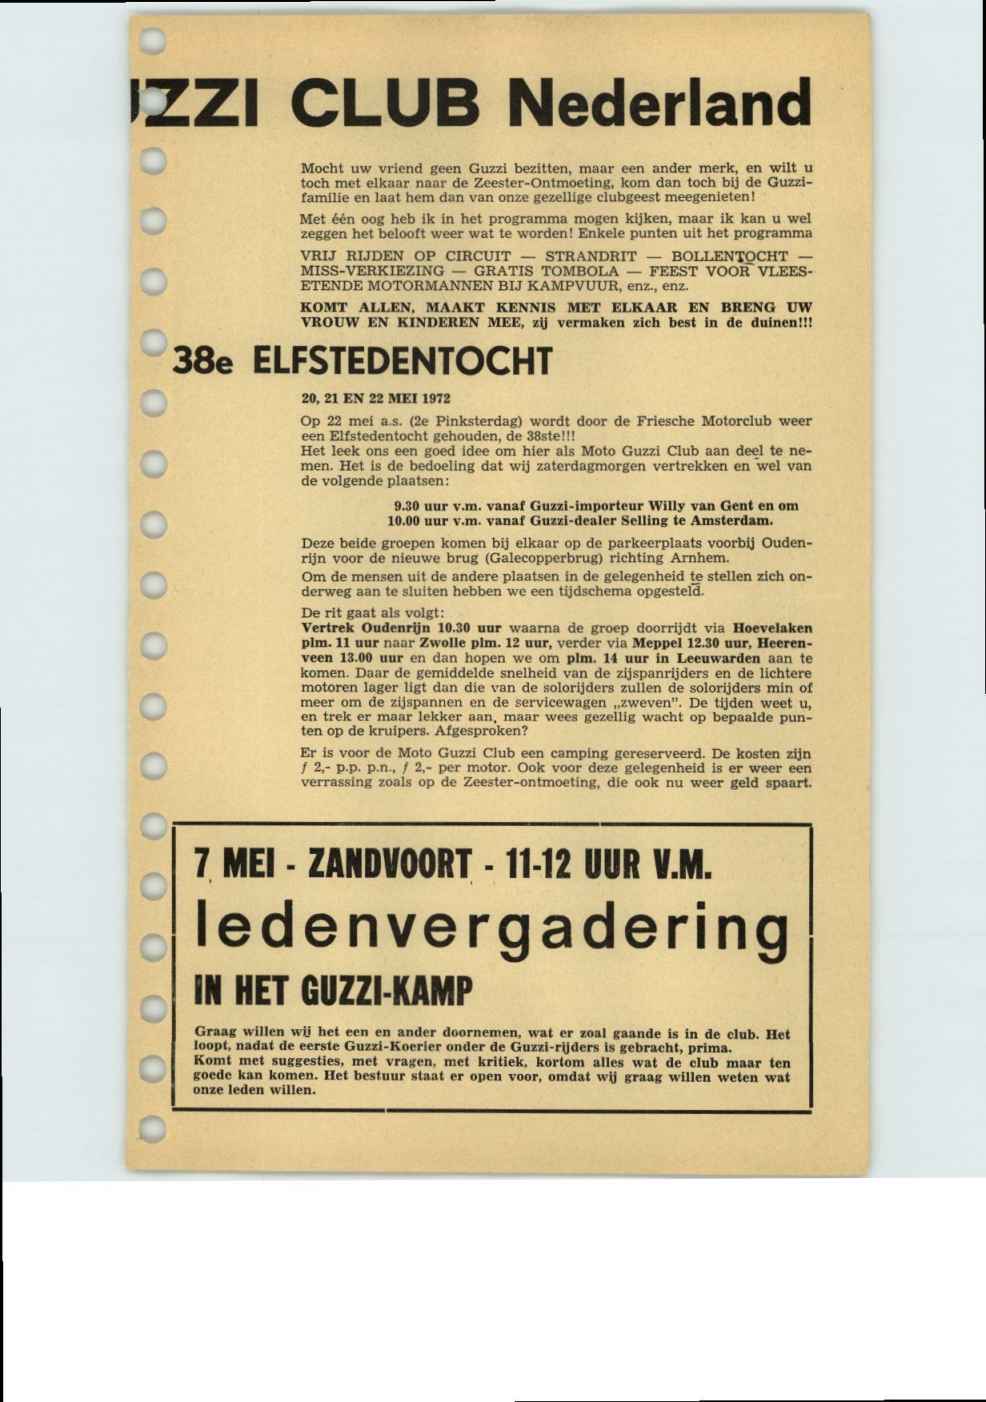 UZZI CLUB Nederland
Mocht uw vriend geen Guzzi bezitten, maar een ander merk, en wilt u
toch met elkaar naar de Zeester-Ontmoeting, kom dan toch bij de Guzzi-
familie en laat hem dan van onze gezellige clubgeest meegenieten!
Met één oog heb ik in het programma mogen kijken, maar ik kan u wel
zeggen het belooft weer wat te worden! Enkele punten uit het programma
VRIJ RIJDEN OP CIRCUIT — STRANDRIT — BOLLENTOCHT —
MISS-VERKIEZING — GRATIS TOMBOLA — FEEST VOOR VLEES-
ETENDE MOTORMANNEN BIJ KAMPVUUR, enz., enz.
KOMT ALLEN, MAAKT KENNIS MET ELKAAR EN BRENG UW
VROUW EN KINDEREN MEE, zij vermaken zich best in de duinen!!!
38e ELFSTEDENTOCHT
20, 21 EN 22 MEI 1972
Op 22 mei a.s. (2e Pinksterdag) wordt door de Friesche Motorclub weer
een Elfstedentocht gehouden, de 38ste!!!
Het leek ons een goed idee om hier als Moto Guzzi Club aan deel te ne-
men. Het is de bedoeling dat wij zaterdagmorgen vertrekken en wel van
de volgende plaatsen:
9.30 uur v.m. vanaf Guzzi-importeur Willy van Gent en om
10.00 uur v.m. vanaf Guzzi-dealer Selling te Amsterdam.
Deze beide groepen komen bij elkaar op de parkeerplaats voorbij Ouden-
rijn voor de nieuwe brug (Galecopperbrug) richting Arnhem.
Om de mensen uit de andere plaatsen in de gelegenheid te stellen zich on-
derweg aan te sluiten hebben we een tijdschema opgesteld.
De rit gaat als volgt:
Vertrek Oudenrijn 10.30 uur waarna de groep doorrijdt via Hoevelaken
plm. 11 uur naar Zwolle plm. 12 uur, verder via Meppel 12.30 uur, Heeren-
veen 13.00 uur en dan hopen we om plm. 14 uur in Leeuwarden aan te
komen. Daar de gemiddelde snelheid van de zijspanrijders en de lichtere
motoren lager ligt dan die van de solorijders zullen de solorijders min of
meer om de zijspannen en de servicewagen „zweven”. De tijden weet u,
en trek er maar lekker aan, maar wees gezellig wacht op bepaalde pun-
ten op de kruipers. Afgesproken?
Er is voor de Moto Guzzi Club een camping gereserveerd. De kosten zijn
ƒ 2,- p.p. p.n., ƒ 2,- per motor. Ook voor deze gelegenheid is er weer een
verrassing zoals op de Zeester-ontmoeting, die ook nu weer geld spaart.
7 MEI - ZANDVOORT - 11-12 UUR V.M.
ledenvergadering
IN HET GUZZI-KAMP
Graag willen wij het een en ander doornemen, wat er zoal gaande is in de club. Het
loopt, nadat de eerste Guzzi-Koerier onder de Guzzi-rijders is gebracht, prima.
Komt met suggesties, met vragen, met kritiek, kortom alles wat de club maar ten
goede kan komen. Het bestuur staat er open voor, omdat wij graag willen weten wat
onze leden willen.